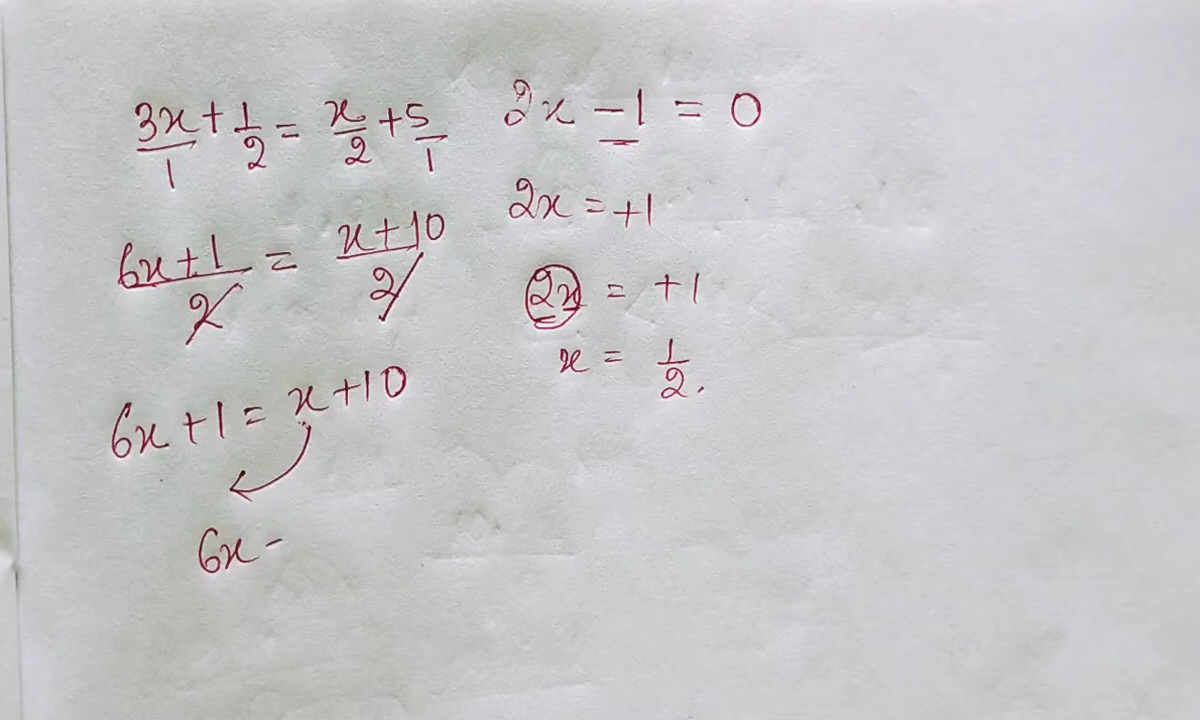 3x/1 + 1/2 = x/2 + 5/1
6x+1/2 = x+10/2
6x+1 = x+10
6x -
2x - 1 = 0
2x = +1
2x = +1
x = 1/2.